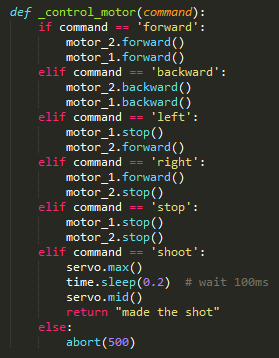 def _control_motor(command):
    if command == 'forward':
        motor_2.forward()
        motor_1.forward()
    elif command == 'backward':
        motor_2.backward()
        motor_1.backward()
    elif command == 'left':
        motor_1.stop()
        motor_2.forward()
    elif command == 'right':
        motor_1.forward()
        motor_2.stop()
    elif command == 'stop':
        motor_1.stop()
        motor_2.stop()
    elif command == 'shoot':
        servo.max()
        time.sleep(0.2)  # wait 100ms
        servo.mid()
        return "made the shot"
    else:
        abort(500)